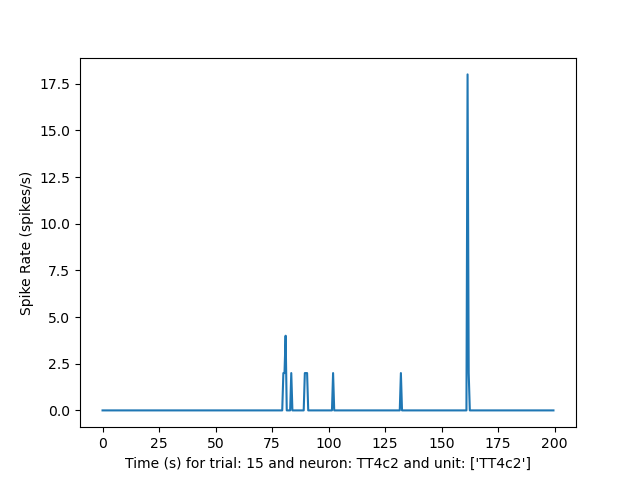 17.5
15.0
12.5
10.0
7.5
5.0
2.5
0.0
Spike Rate (spikes/s)
0 25 50 75 100 125 150 175 200
Time (s) for trial: 15 and neuron: TT4c2 and unit: ['TT4c2']